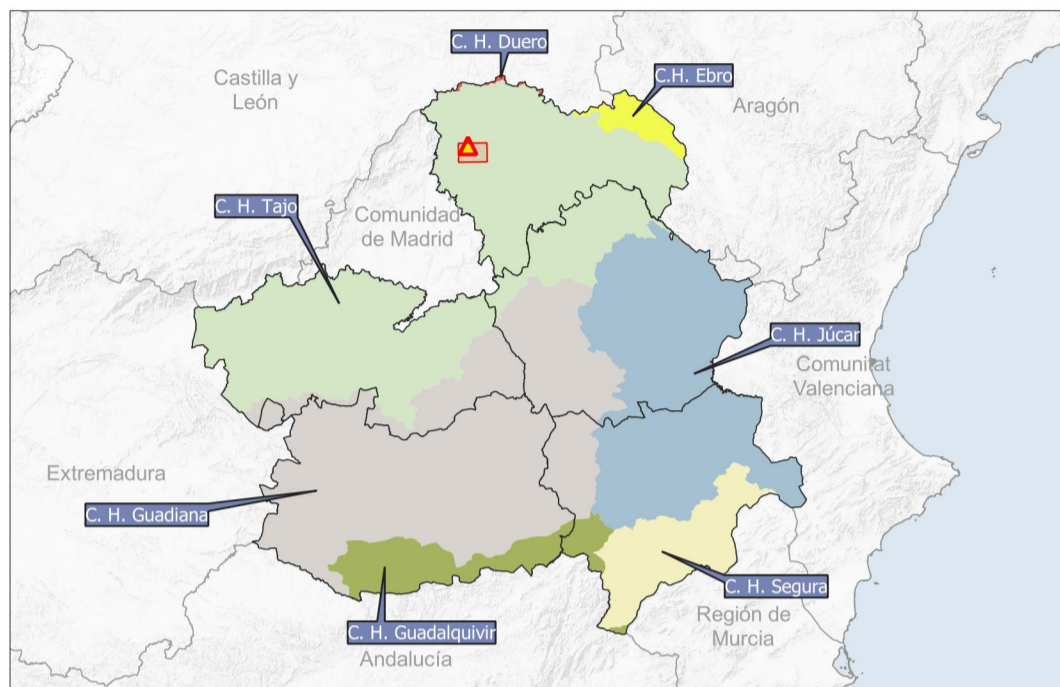 C. H. Duero
Castilla y
León
C.H. Ebro
Aragón
C. H. Tajo
Comunidad
de Madrid
C. H. Júcar
Comunitat
Valenciana
Extremadura
C. H. Guadiana
C. H. Segura
Región de
Murcia
C. H. Guadalquivir
Andalucía